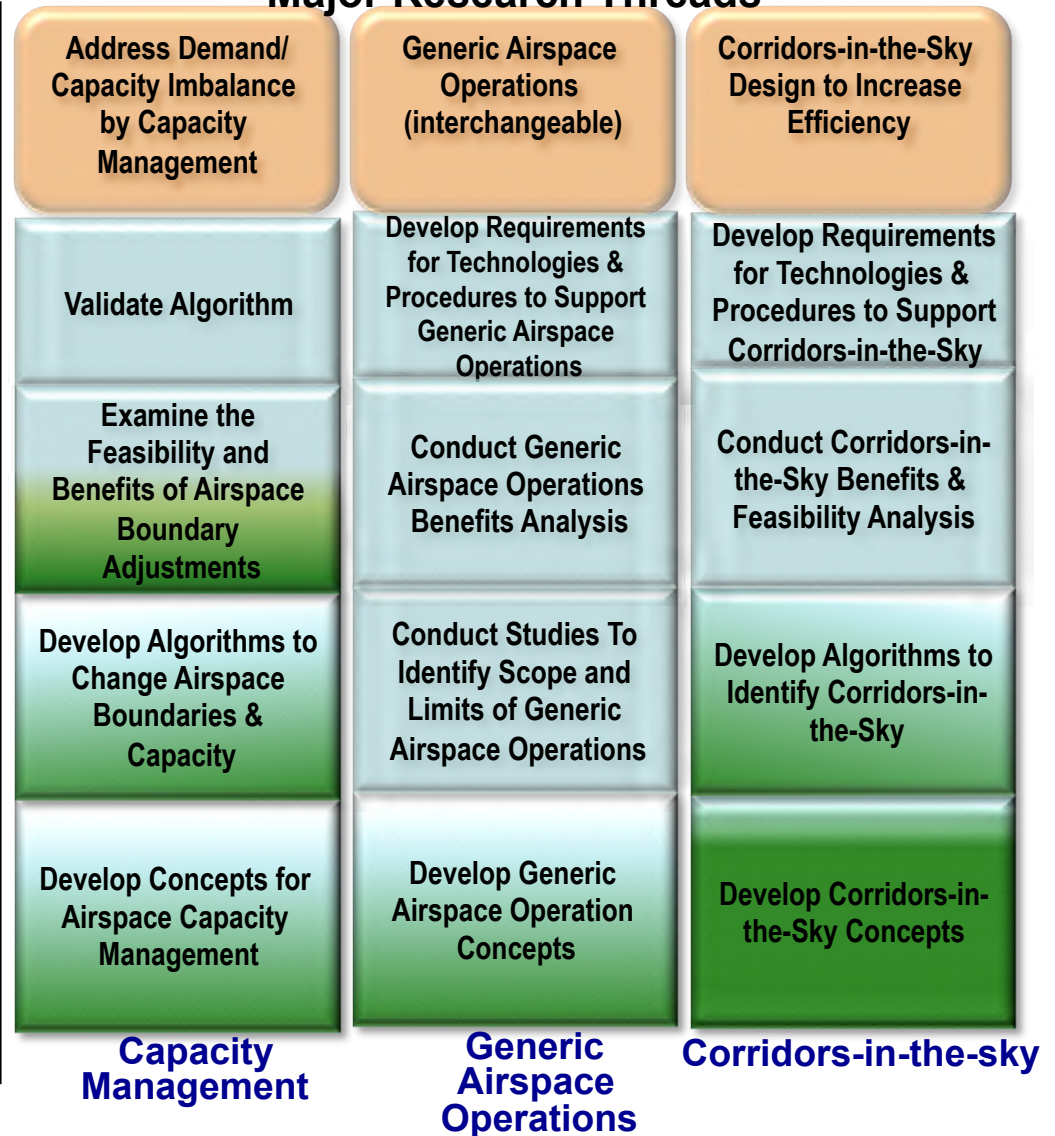 Major Research Threads
Address Demand/
Capacity Imbalance
by Capacity
Management
Generic Airspace
Operations
(interchangeable)
Corridors-in-the-Sky
Design to Increase
Efficiency
Validate Algorithm
Develop Requirements
for Technologies &
Procedures to Support
Generic Airspace
Operations
Develop Requirements
for Technologies &
Procedures to Support
Corridors-in-the-Sky
Examine the
Feasibility and
Benefits of Airspace
Boundary
Adjustments
Conduct Generic
Airspace Operations
Benefits Analysis
Conduct Corridors-in-
the-Sky Benefits &
Feasibility Analysis
Develop Algorithms to
Change Airspace
Boundaries &
Capacity
Conduct Studies To
Identify Scope and
Limits of Generic
Airspace Operations
Develop Algorithms to
Identify Corridors-in-
the-Sky
Develop Concepts for
Airspace Capacity
Management
Develop Generic
Airspace Operation
Concepts
Develop Corridors-in-
the-Sky Concepts
Capacity
Management
Generic
Airspace
Operations
Corridors-in-the-sky